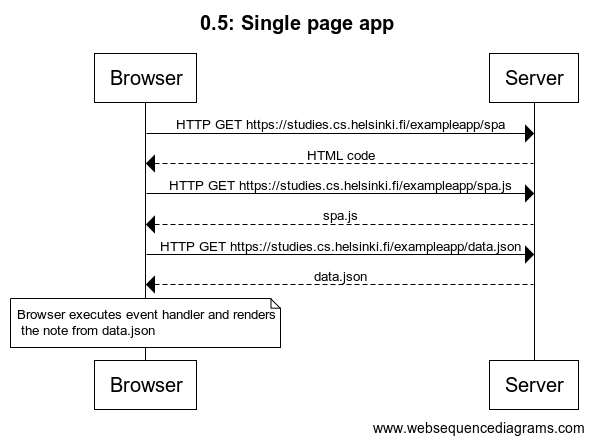 0.5: Single page app
Browser
Server
HTTP GET https://studies.cs.helsinki.fi/exampleapp/spa
HTML code
HTTP GET https://studies.cs.helsinki.fi/exampleapp/spa.js
spa.js
HTTP GET https://studies.cs.helsinki.fi/exampleapp/data.json
data.json
Browser executes event handler and renders
the note from data.json
Browser
Server
www.websequencediagrams.com